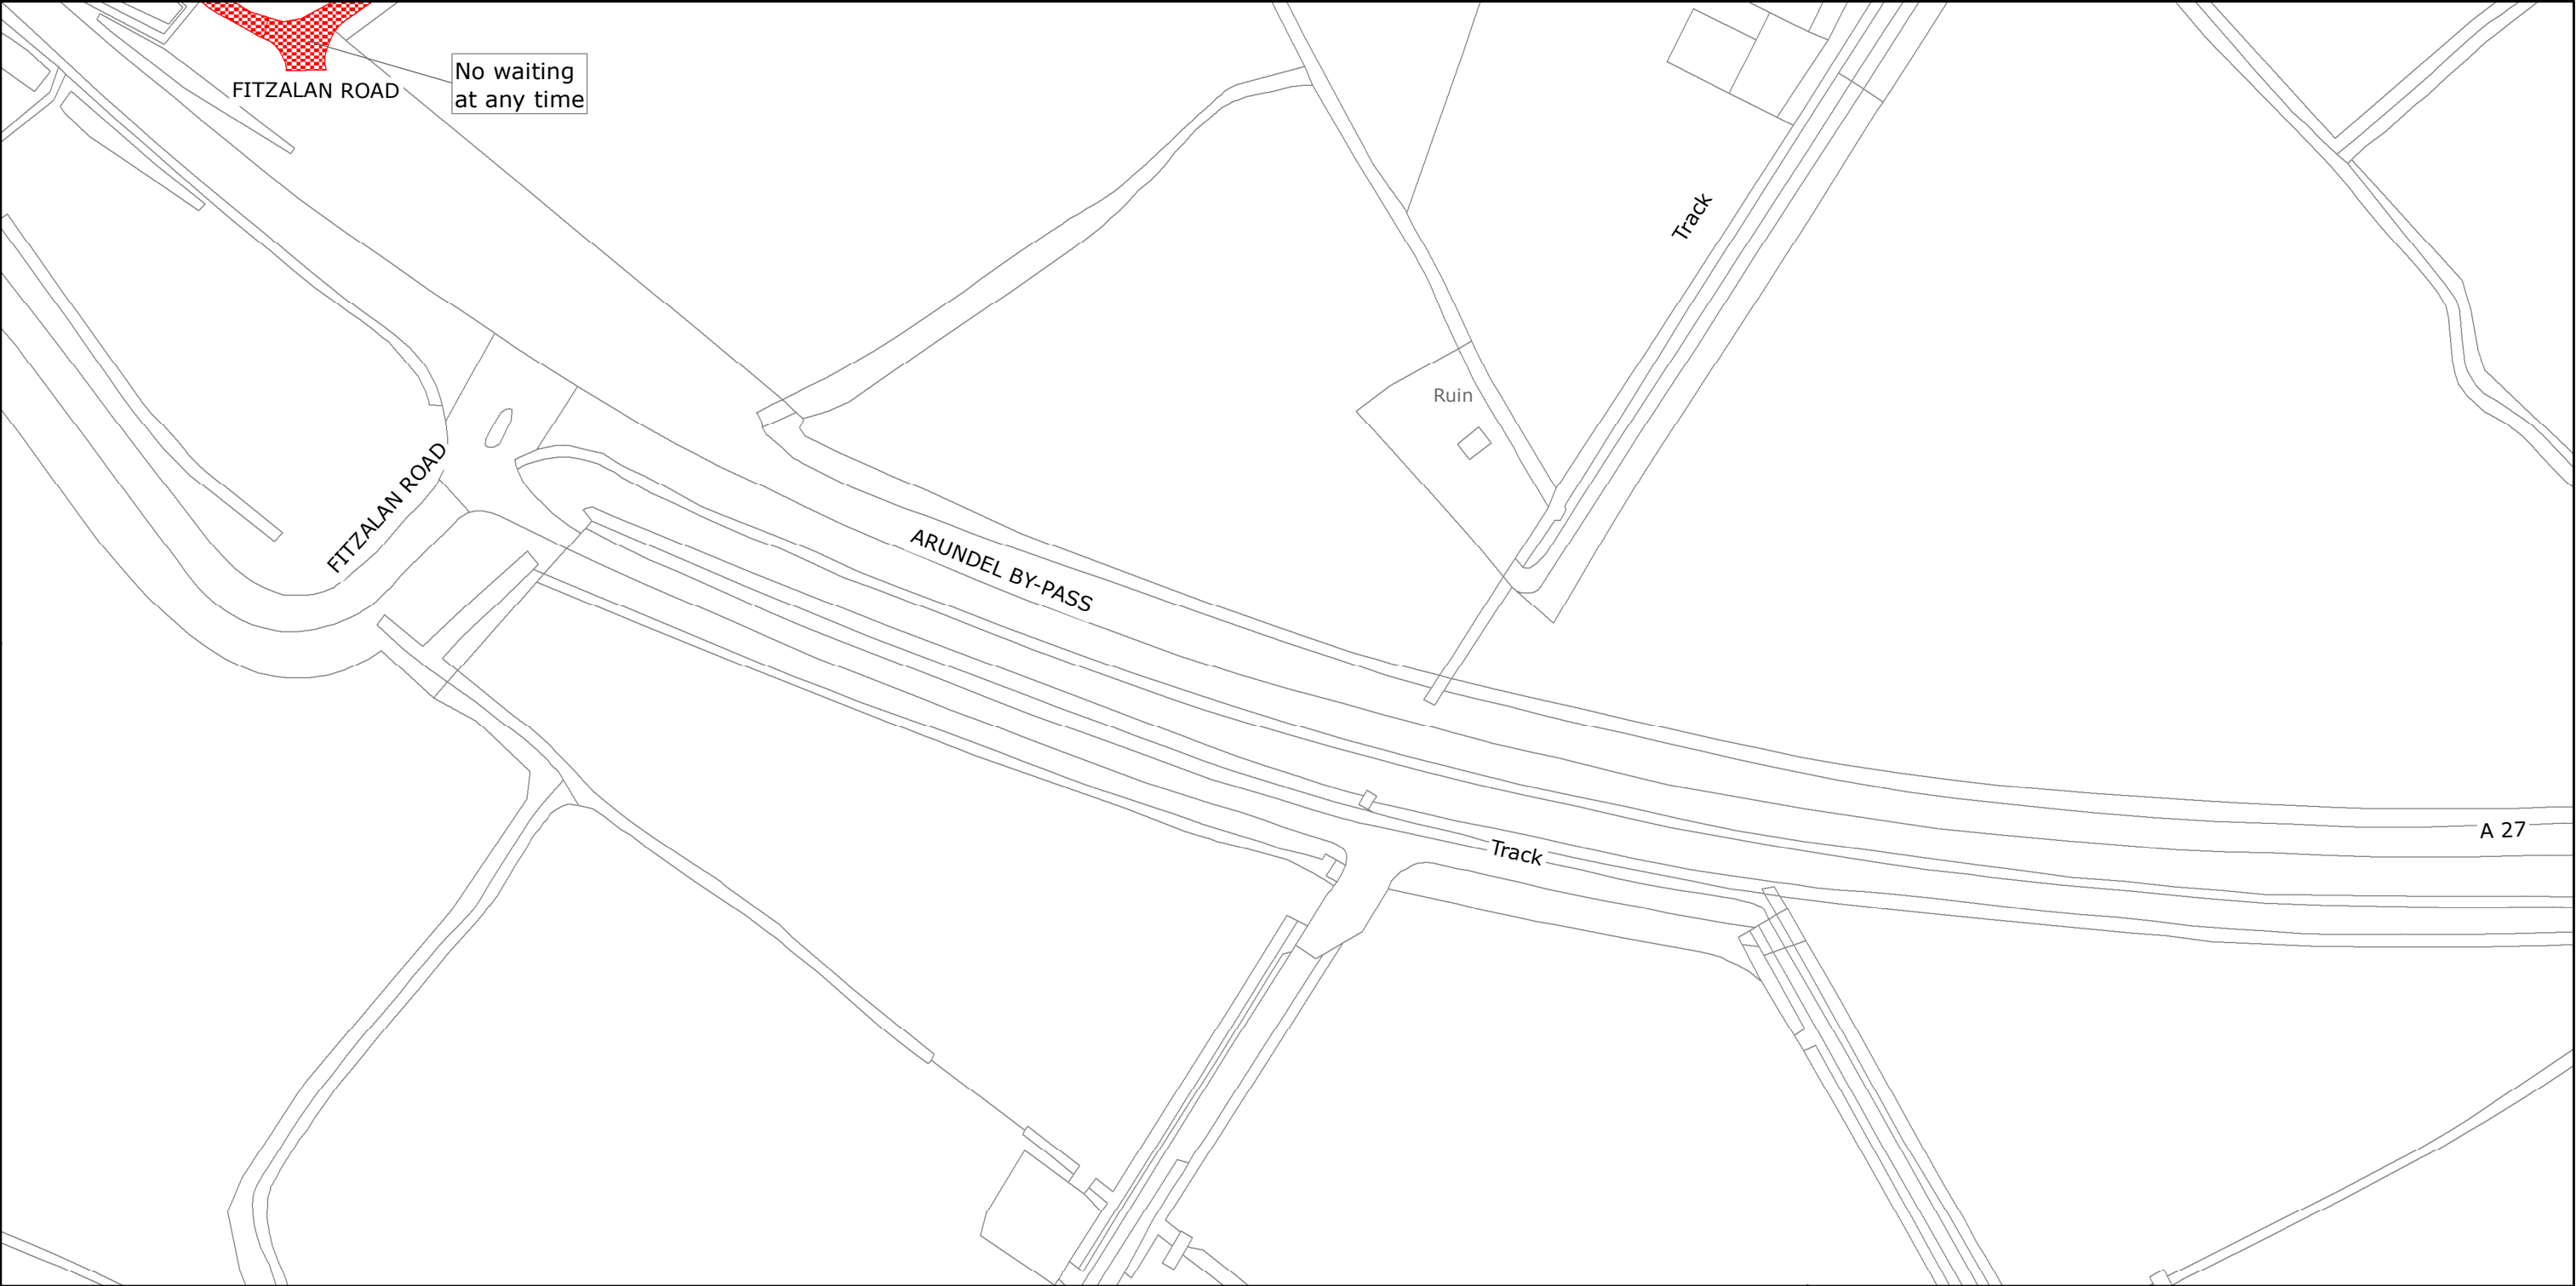 No waiting
at any time
FITZALAN ROAD
Track
Ruin
FITZALAN ROAD
ARUNDEL BY-PASS
A 27
Track